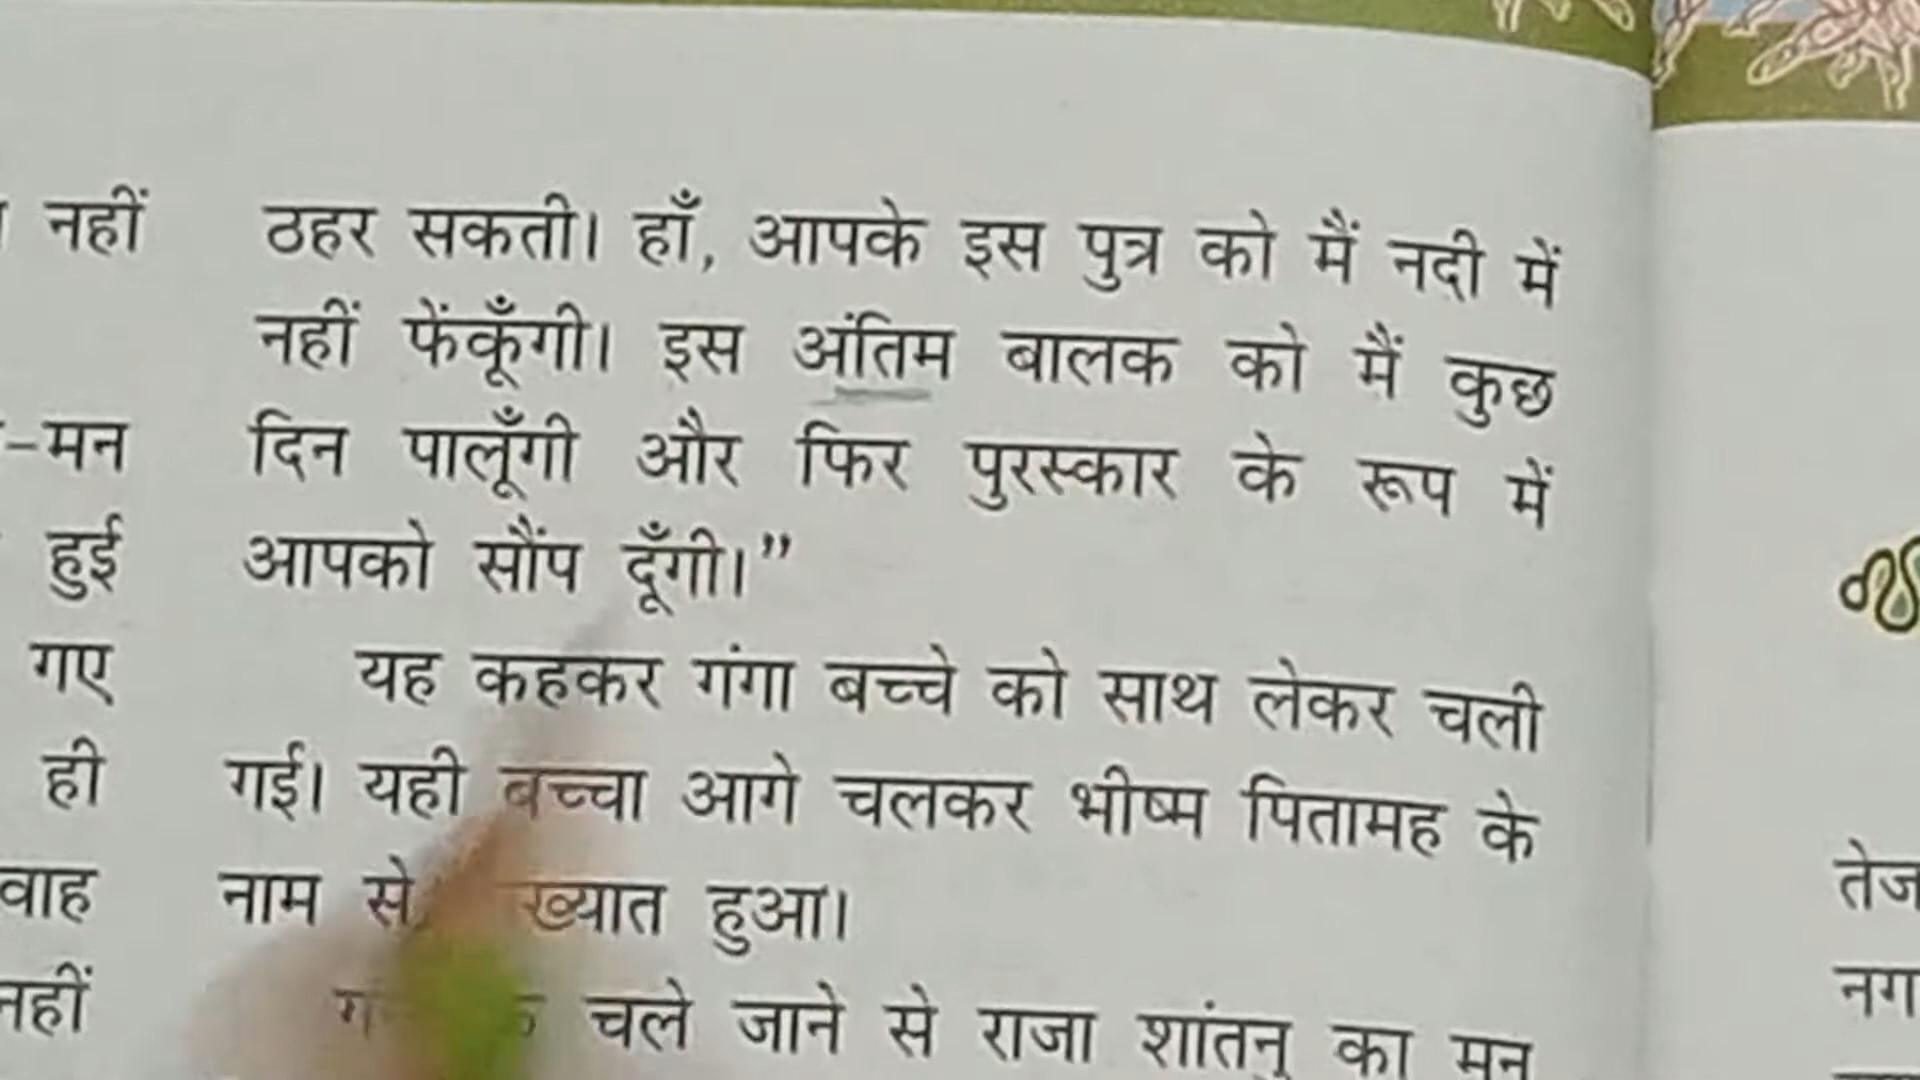 नहीं
-मन
हुई
गए
ही
वाह
नहीं
ठहर सकती। हाँ, आपके इस पुत्र को मैं नदी में
नहीं फेंकूँगी। इस अंतिम बालक को मैं कुछ
दिन पालूँगी और फिर पुरस्कार के रूप में
आपको सौंप दूँगी।”
यह कहकर गंगा बच्चे को साथ लेकर चली
गई। यही बच्चा आगे चलकर भीष्म पितामह के
नाम से ख्यात हुआ।
चले जाने से राजा शांतनु का मन
तेज
नग